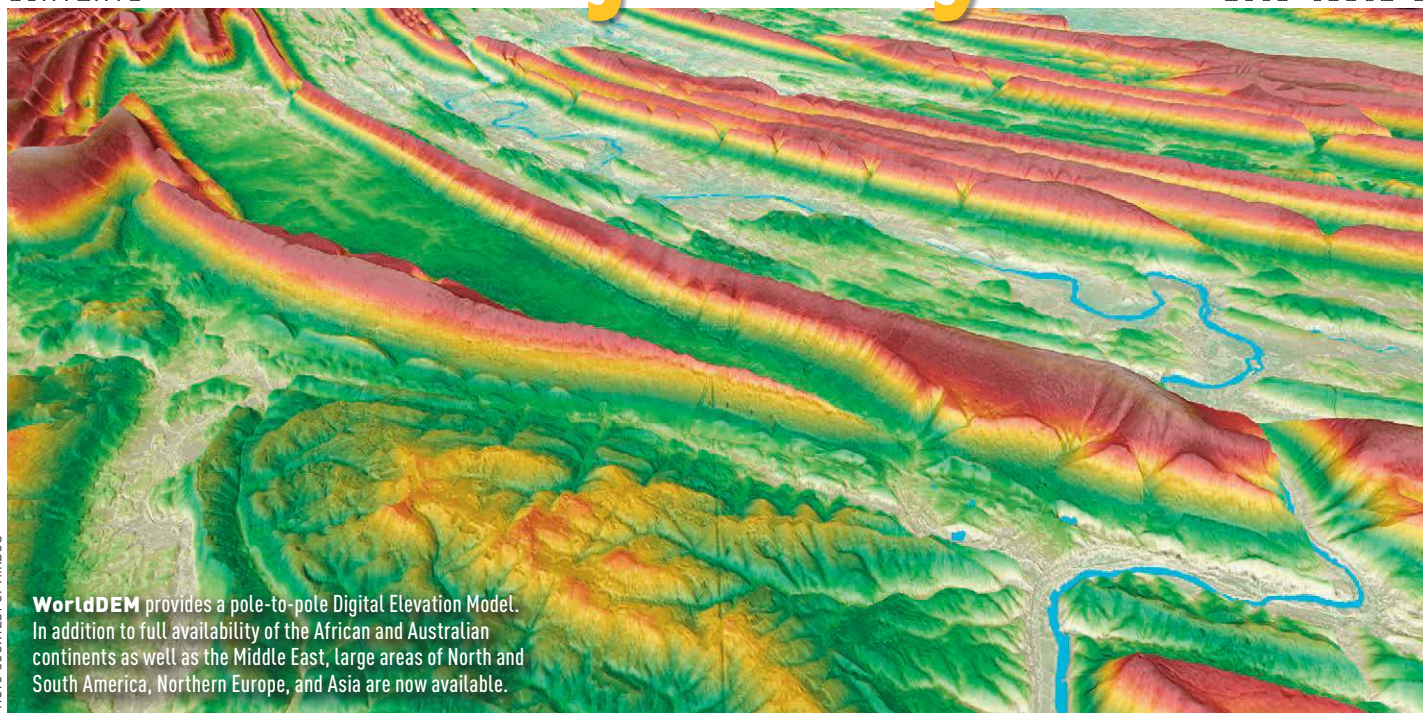 WorldDEM provides a pole-to-pole Digital Elevation Model.
In addition to full availability of the African and Australian
continents as well as the Middle East, large areas of North and
South America, Northern Europe, and Asia are now available.